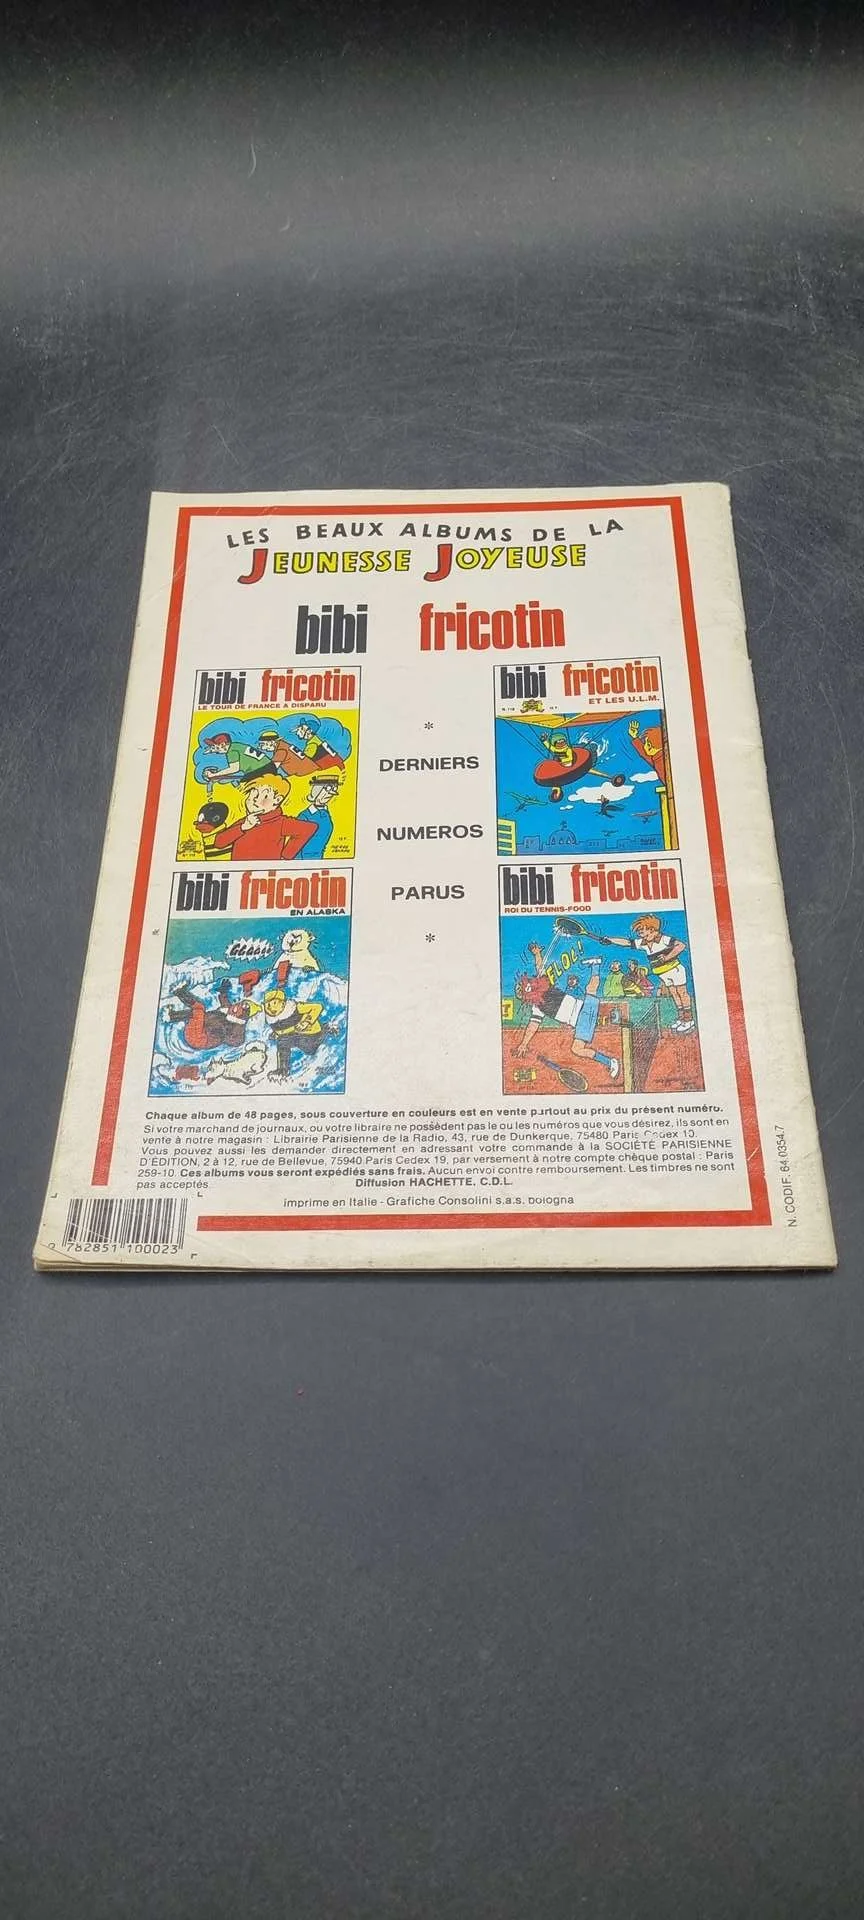 LES BEAUX ALBUMS DE LA
JEUNESSE JOYEUSE
bibi fricotin
bibi fricotin
LE TOUR DE FRANCE A DISPARU
bibi fricotin
ET LES U.L.M.
*
DERNIERS
NUMEROS
PARUS
*
bibi fricotin
EN ALASKA
bibi fricotin
ROI DU TENNIS-FOOD
FLOL!
Chaque album de 48 pages, sous couverture en couleurs est en vente partout au prix du présent numéro.
Si votre marchand de journaux, ou votre libraire ne possèdent pas le ou les numéros que vous désirez, ils sont en
vente à notre magasin : Librairie Parisienne de la Radio, 43, rue de Dunkerque, 75480 Paris Cedex 10.
Vous pouvez aussi les demander directement en adressant votre commande à la SOCIÉTÉ PARISIENNE
D'ÉDITION, 2 à 12, rue de Bellevue, 75940 Paris Cedex 19, par versement à notre compte chèque postal : Paris
259-10. Ces albums vous seront expédiés sans frais. Aucun envoi contre remboursement. Les timbres ne sont
pas acceptés. Diffusion HACHETTE, C.D.L.
imprime en Italie - Grafiche Consolini s.a.s. bologna
782851 100023
N. CODIF. 64.0354.7